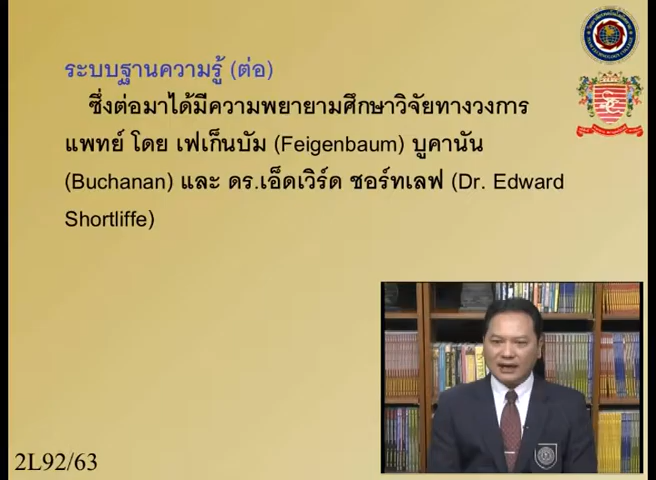 ระบบฐานความรู้ (ต่อ)
ซึ่งต่อมาได้มีความพยายามศึกษาวิจัยทางวงการ
แพทย์ โดย เฟเก็นบัม (Feigenbaum) บูคานัน
(Buchanan) และ ดร.เอ็ดเวิร์ด ชอร์ทเลฟ (Dr. Edward
Shortliffe)
2L92/63